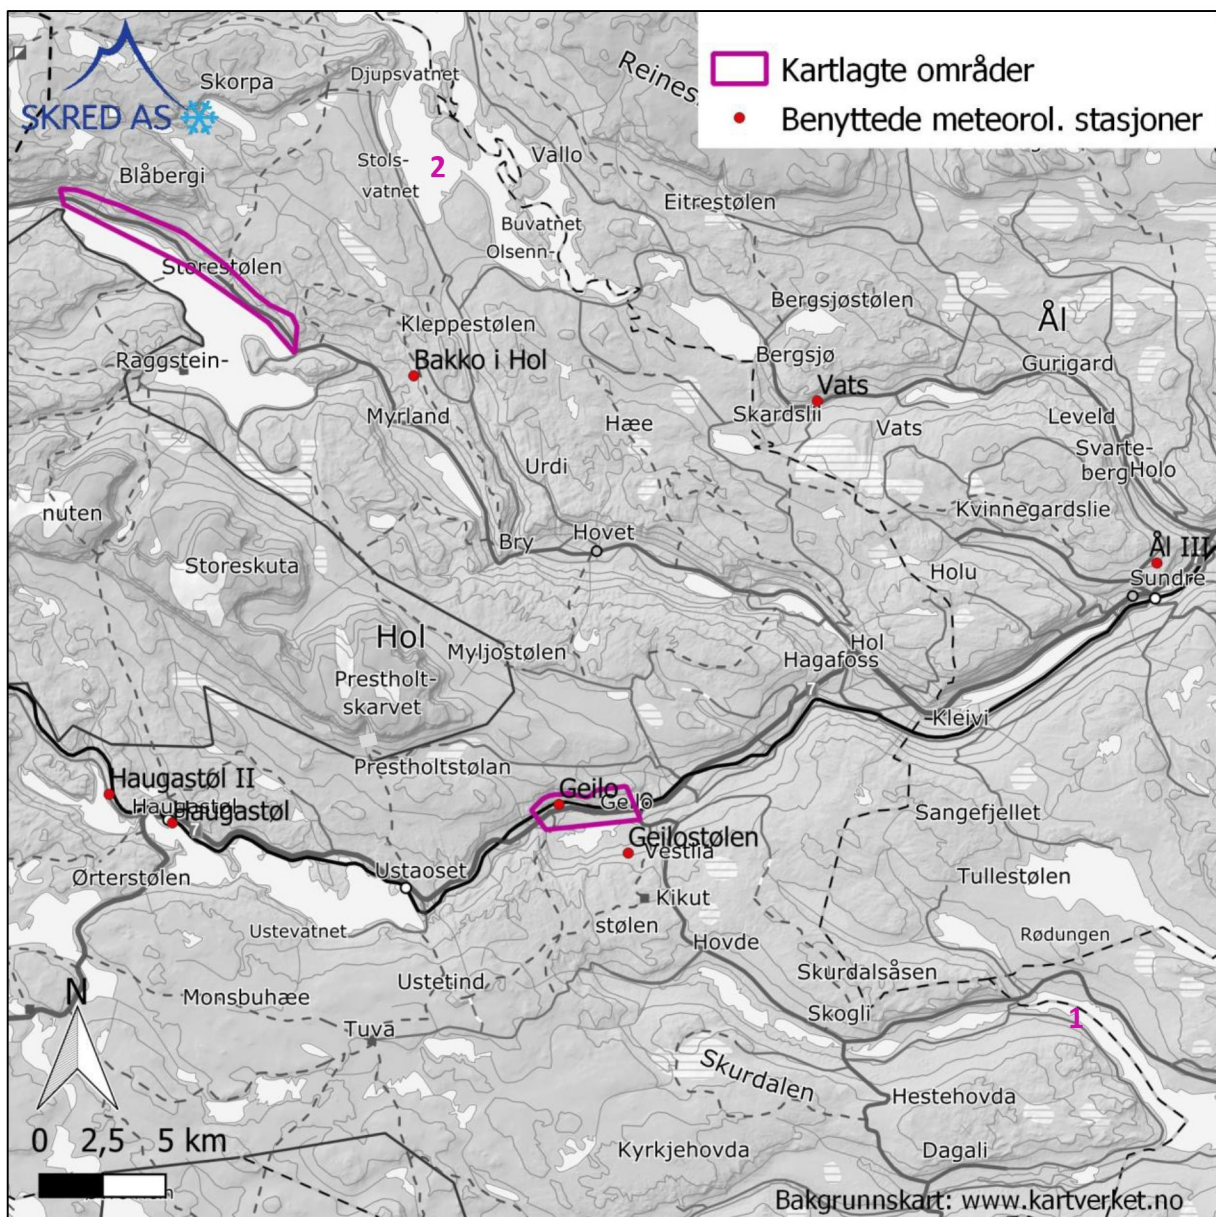 SKRED AS
Kartlagte områder
Benyttede meteorol. stasjoner
Djupsvatnet
Skorpa
Vallo
Stols-
vatnet
2
Blåbergi
Eitrestølen
Buvatnet
Olsenn-
Storestølen
Bergsjøstølen
Ål
Kleppestølen
Bergsjø
Raggstein-
Bakko i Hol
Gurigard
Vats
Myrland
Hæe
Skardslii
Vats
Leveld
Svarte-
berg
Holo
Urdi
nuten
Kvinnegardslie
Bry
Hovet
Ål III
Storeskuta
Holu
Sundre
Hol
Myljostølen
Hol
Hagafoss
Prestholt-
skarvet
7
Kleivi
Prestholtstølan
Haugastøl II
Geilo
Geilo
Haugastøl
Haugastøl
7
Sangefjellet
Geilostølen
Vestlia
Ørterstølen
Ustaoset
Tullestølen
Kikut
stølen
Ustevatnet
Hovde
Rødungen
Skurdalsåsen
Ustetind
N
Monsbuhæe
Skogli
1
Tuva
Skurdalen
Hestehovda
0 2,5 5 km
Kyrkjehovda
Dagali
Bakgrunnskart: www.kartverket.no